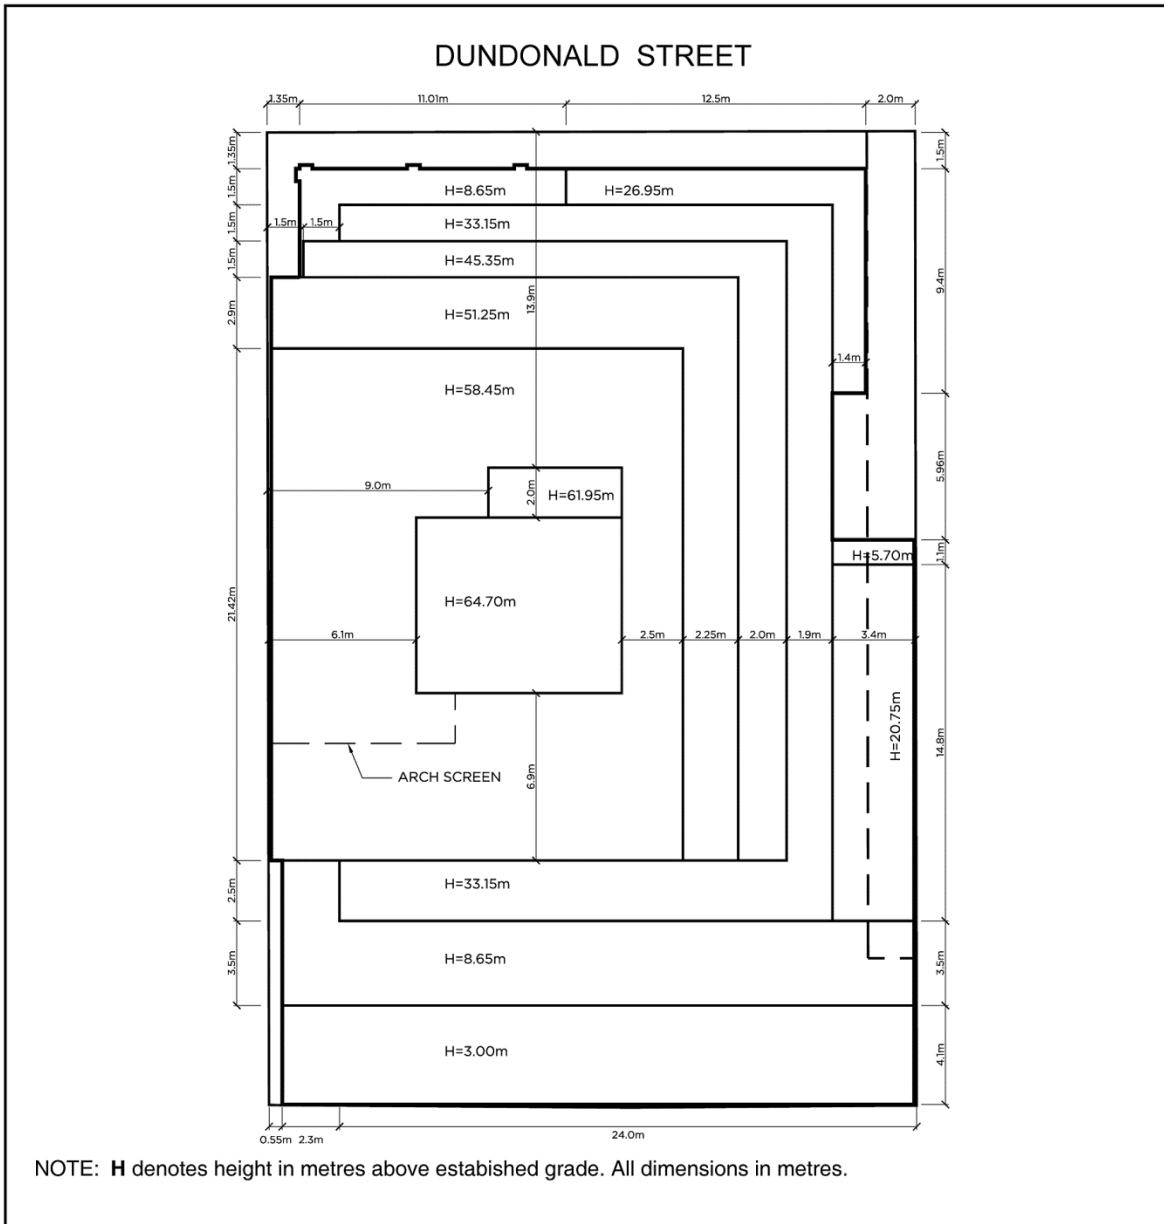 DUNDONALD STREET
1.35m 11.01m 12.5m 2.0m
1.35m
1.5m
1.5m
1.5m
2.9m
21.42m
2.5m
3.5m
1.5m
9.4m
5.96m
1.1m
14.8m
3.5m
4.1m
H=8.65m H=26.95m
1.5m 1.5m H=33.15m
H=45.35m
13.9m
H=51.25m
1.4m
H=58.45m
9.0m 2.0m H=61.95m
H=5.70m
H=64.70m
6.1m 2.5m 2.25m 2.0m 1.9m 3.4m
H=20.75m
ARCH SCREEN
6.9m
H=33.15m
H=8.65m
H=3.00m
0.55m 2.3m 24.0m
NOTE: H denotes height in metres above estabished grade. All dimensions in metres.